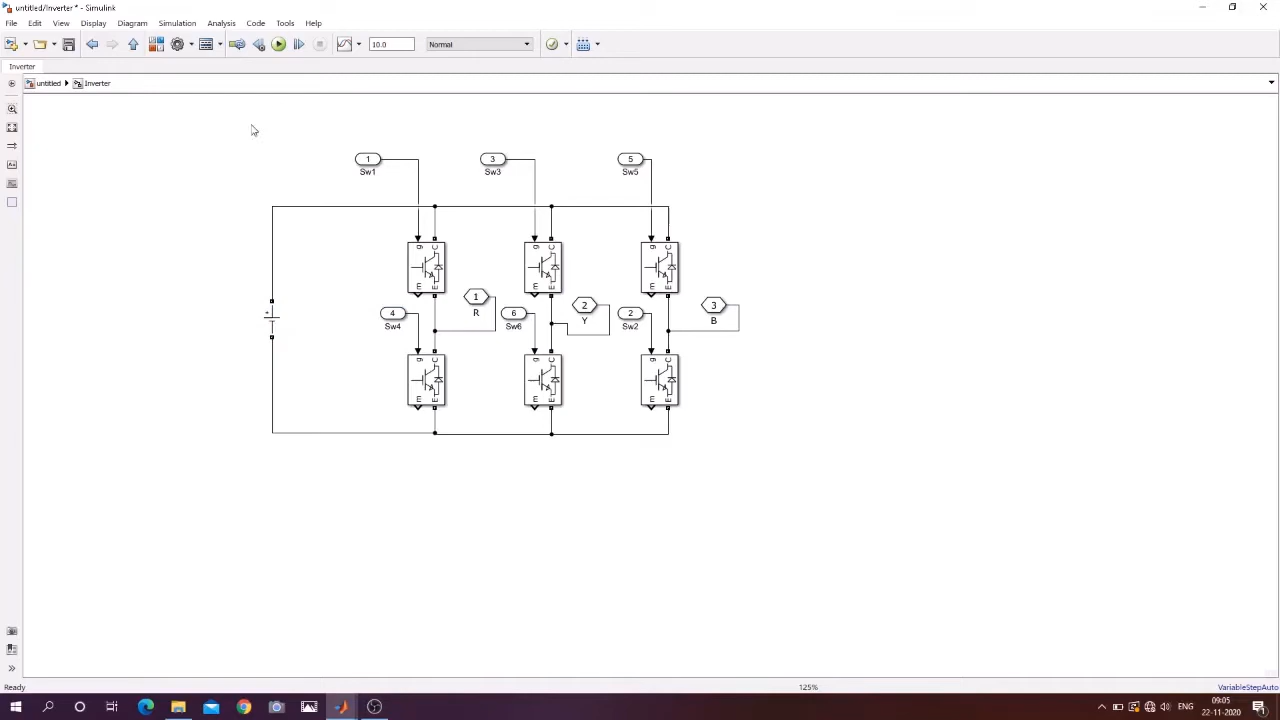 untitled/Inverter * - Simulink
File Edit View Display Diagram Simulation Analysis Code Tools Help
10.0 Normal
Inverter
untitled Inverter
1 3 5
Sw1 Sw3 Sw5
g C g C g C
m E m E m E
1 2 3
R Y B
4 6 2
Sw4 Sw6 Sw2
+
g C g C g C
m E m E m E
Ready 125% VariableStepAuto
ENG 09:05
22-11-2020